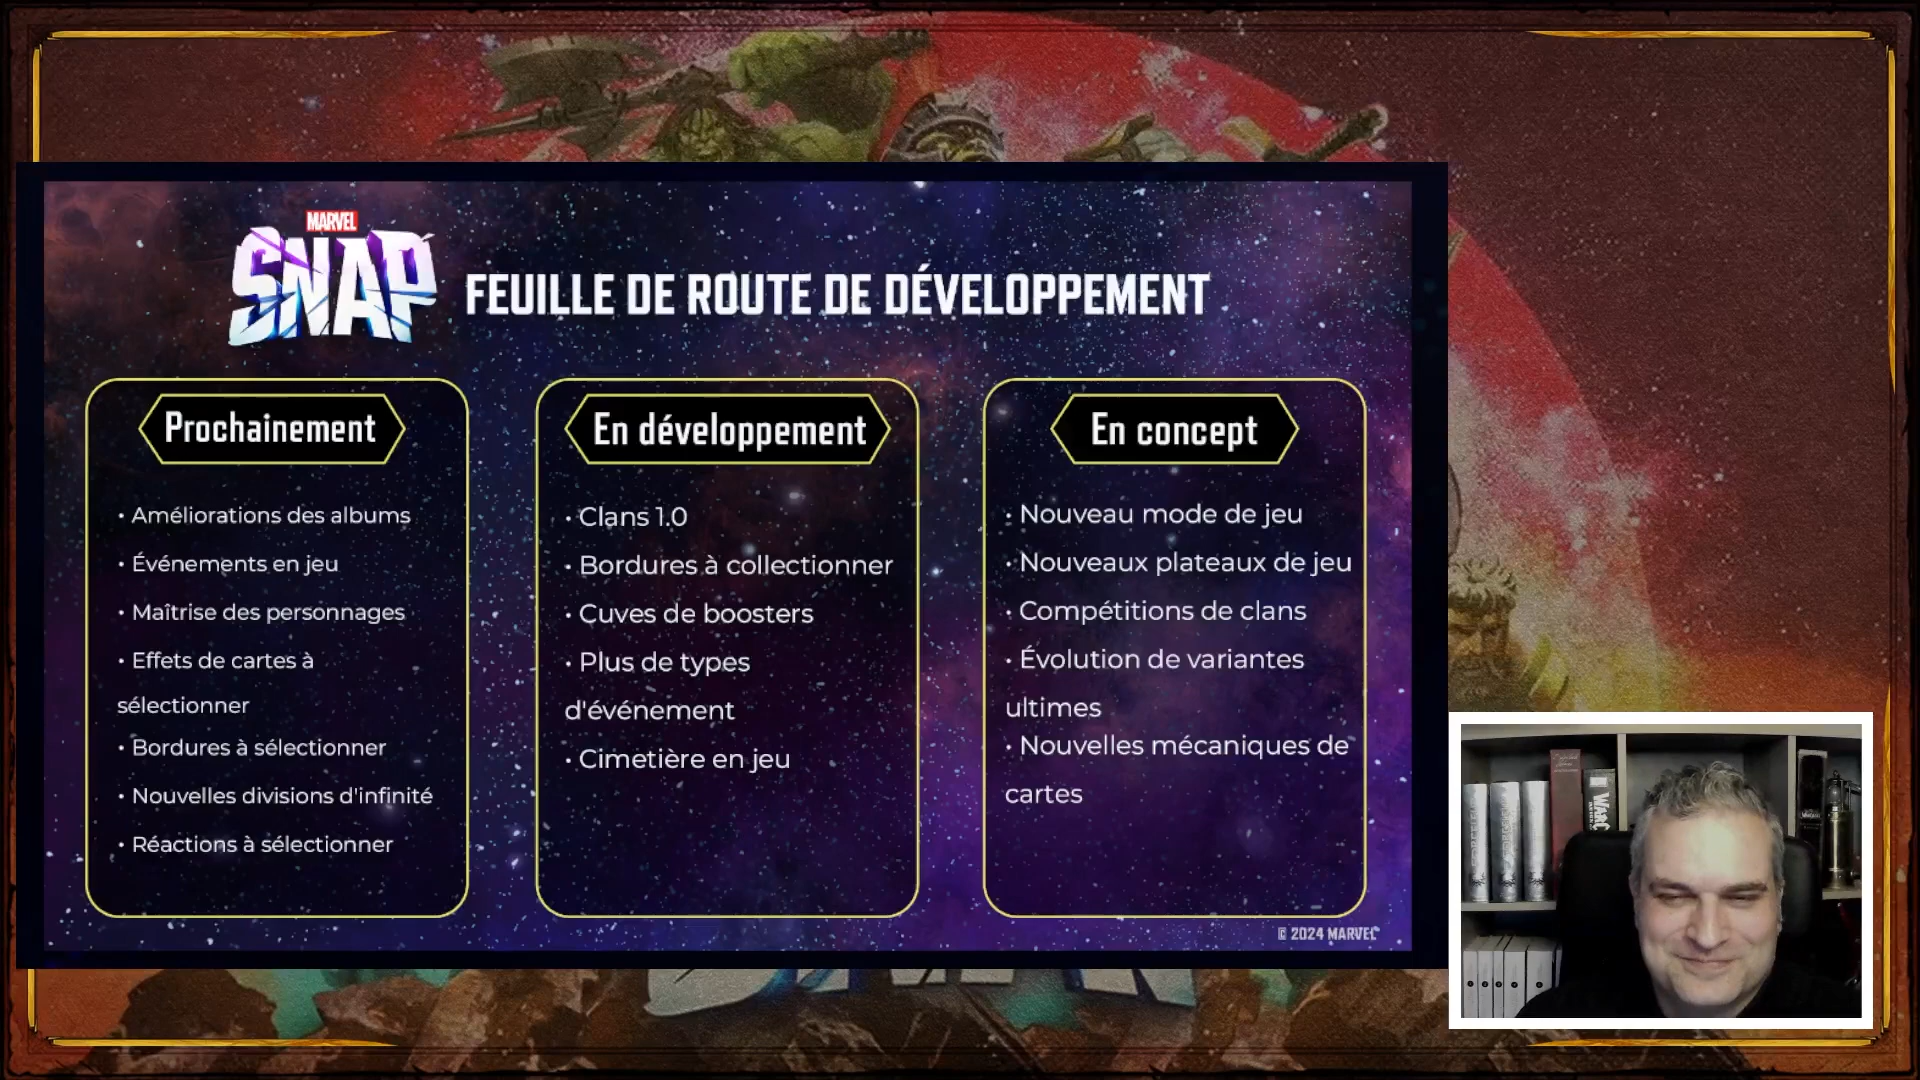 MARVEL
SNAP
FEUILLE DE ROUTE DE DÉVELOPPEMENT
Prochainement
• Améliorations des albums
• Événements en jeu
• Maîtrise des personnages
• Effets de cartes à
sélectionner
• Bordures à sélectionner
• Nouvelles divisions d'infinité
• Réactions à sélectionner
En développement
• Clans 1.0
• Bordures à collectionner
• Cuves de boosters
• Plus de types
d'événement
• Cimetière en jeu
En concept
• Nouveau mode de jeu
• Nouveaux plateaux de jeu
• Compétitions de clans
• Évolution de variantes
ultimes
• Nouvelles mécaniques de
cartes
© 2024 MARVEL